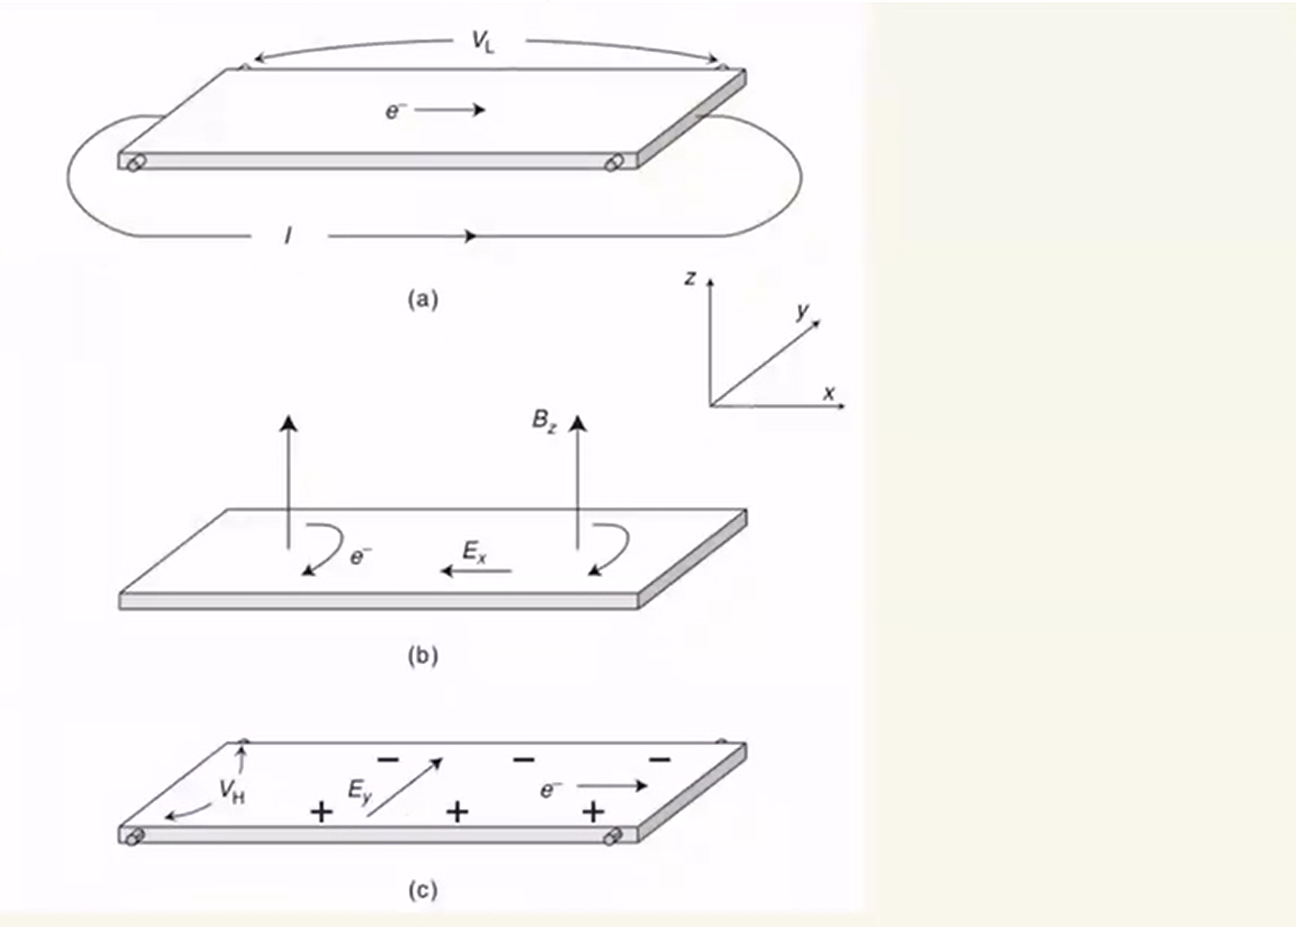 V_L
e⁻
I
(a)
z
y
x
B_z
e⁻
E_x
(b)
− − −
V_H E_y e⁻
+ + +
(c)